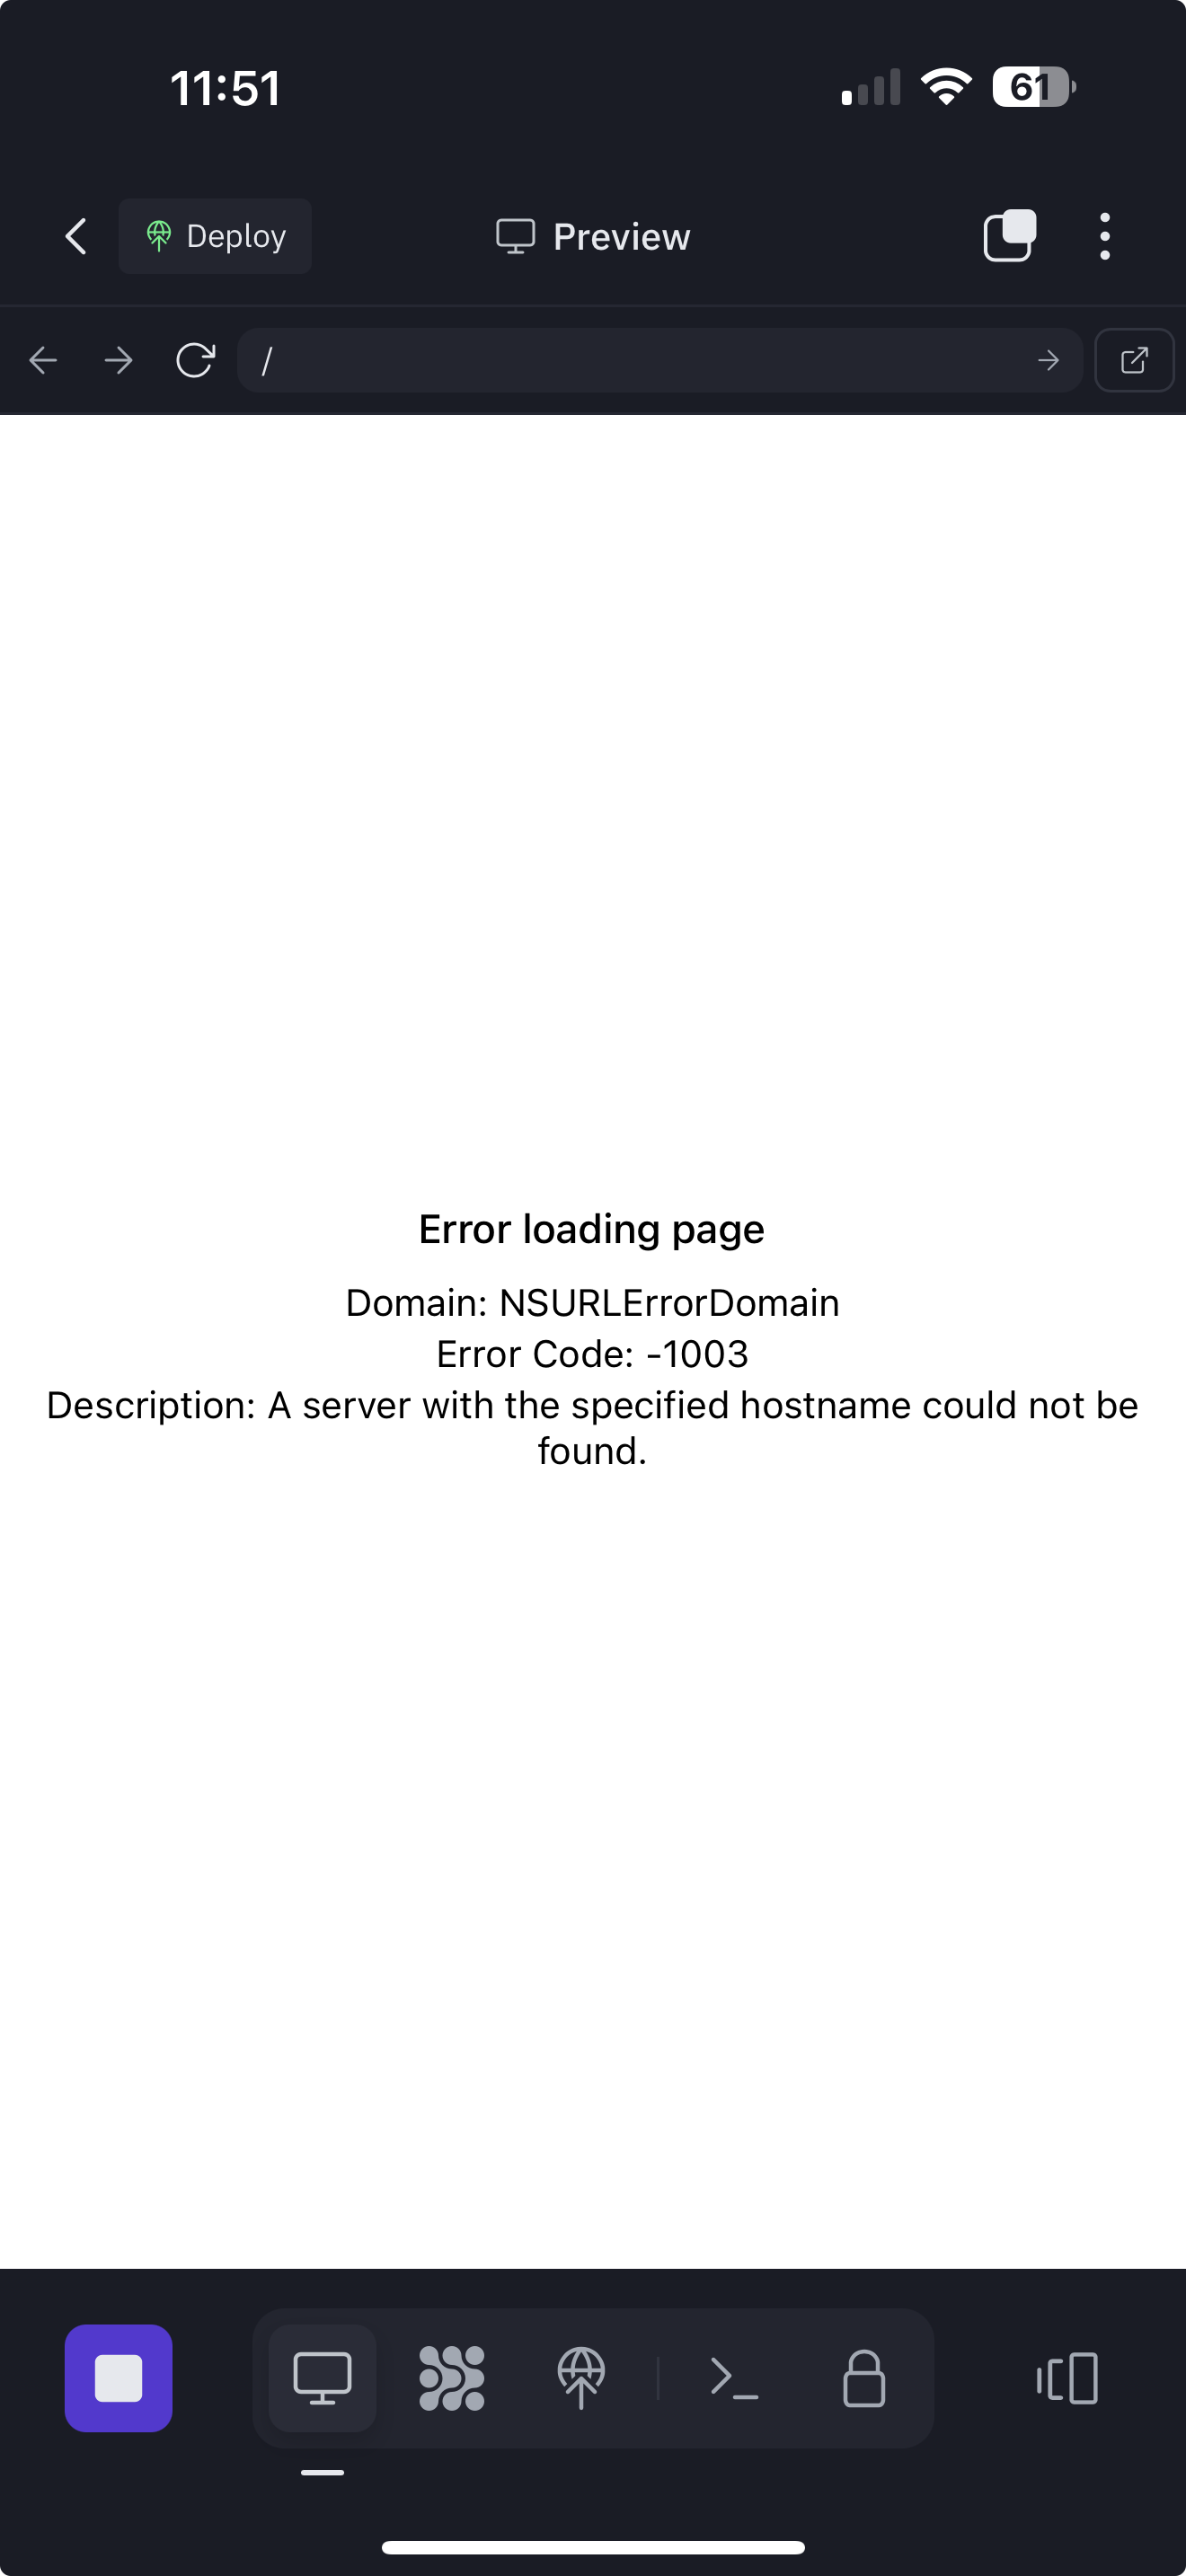 11:51
61
Deploy
Preview
/
Error loading page
Domain: NSURLErrorDomain
Error Code: -1003
Description: A server with the specified hostname could not be
found.